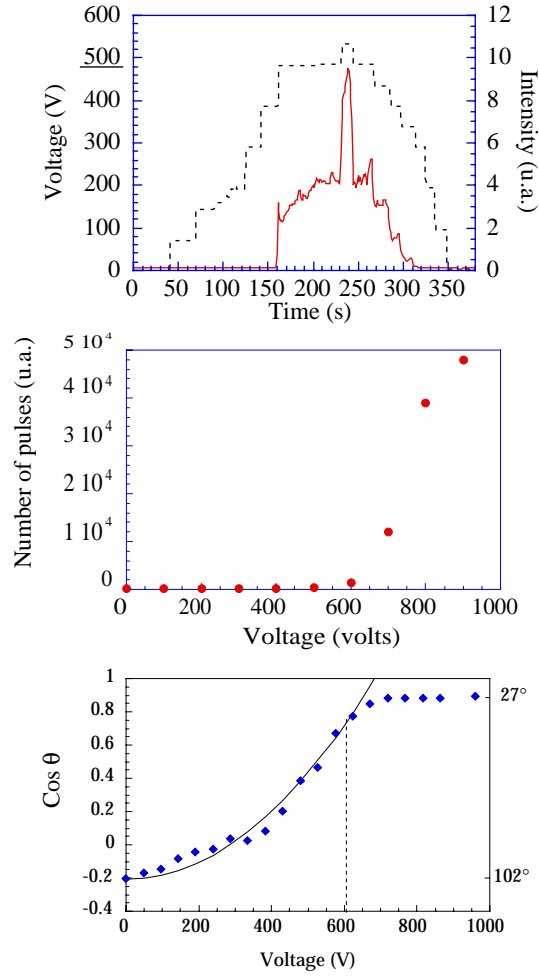 600 12
500 10
400 8
300 6
200 4
100 2
0 0
Voltage (V)
Intensity (u.a.)
0 50 100 150 200 250 300 350
Time (s)
5 10^4
4 10^4
3 10^4
2 10^4
1 10^4
0
Number of pulses (u.a.)
0 200 400 600 800 1000
Voltage (volts)
1
0.8
0.6
0.4
0.2
0
-0.2
-0.4
Cos θ
27°
102°
0 200 400 600 800 1000
Voltage (V)